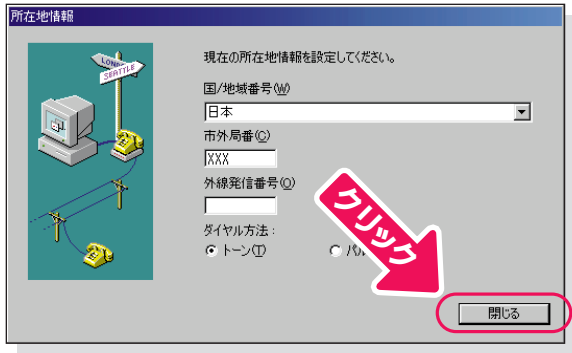 所在地情報
LONDON
SEATTLE
現在の所在地情報を設定してください。
国/地域番号(W)
日本
市外局番(C)
XXX
外線発信番号(O)
ダイヤル方法:
トーン(T)
クリック
閉じる